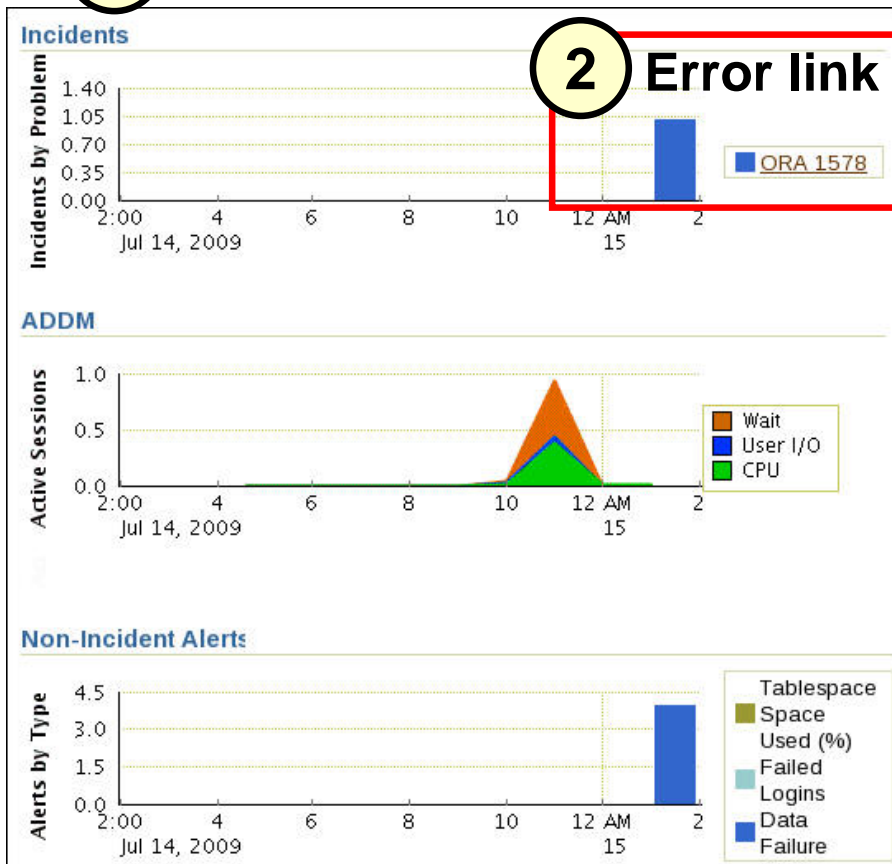 Incidents
2 Error link
Incidents by Problem
1.40
1.05
0.70
0.35
0.00
ORA 1578
2:00 4 6 8 10 12 AM 2
Jul 14, 2009 15
ADDM
Active Sessions
1.0
0.5
0.0
Wait
User I/O
CPU
2:00 4 6 8 10 12 AM 2
Jul 14, 2009 15
Non-Incident Alerts
Alerts by Type
4.5
3.0
1.5
0.0
Tablespace
Space
Used (%)
Failed
Logins
Data
Failure
2:00 4 6 8 10 12 AM 2
Jul 14, 2009 15